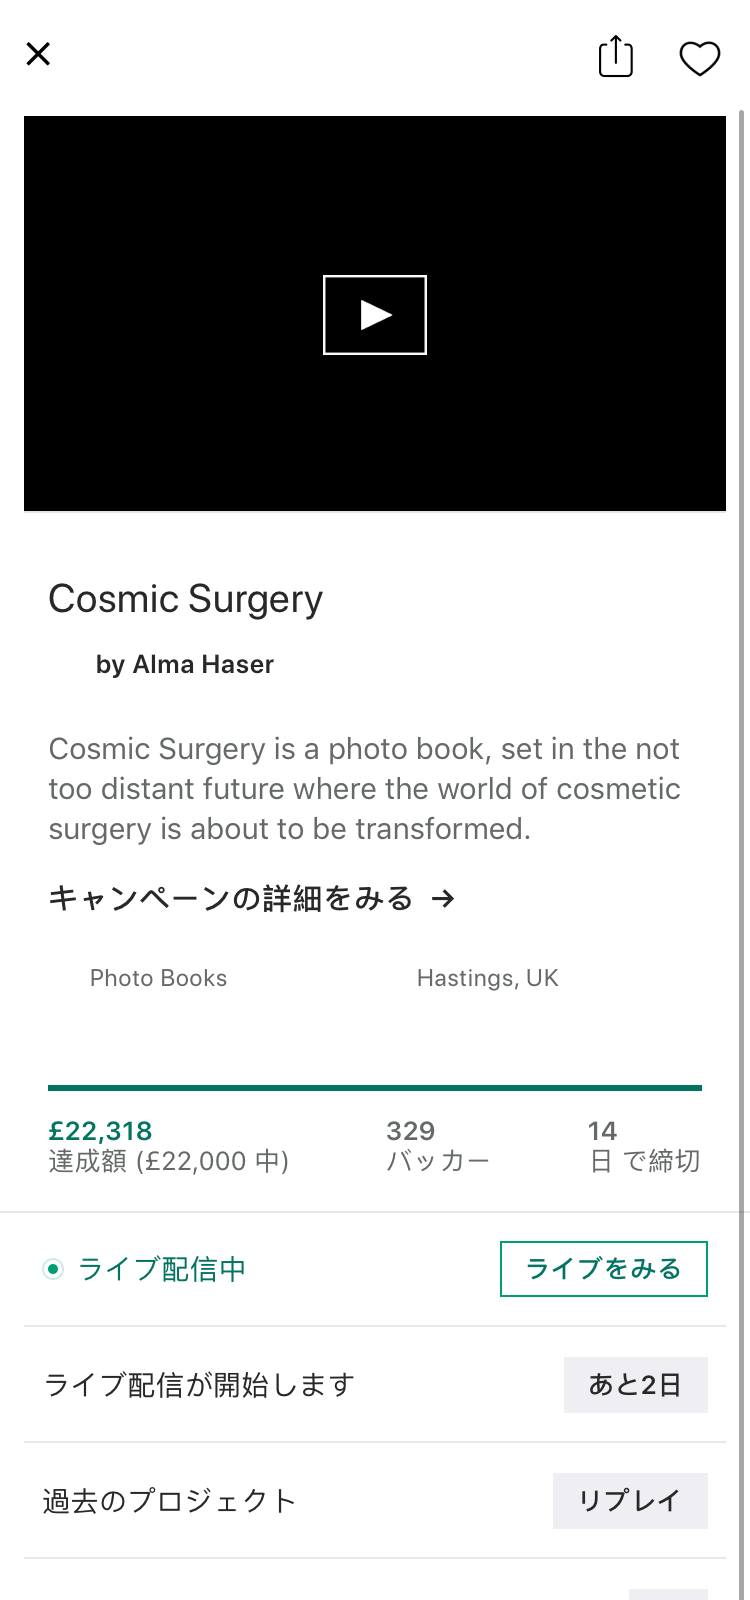 Cosmic Surgery
by Alma Haser
Cosmic Surgery is a photo book, set in the not
too distant future where the world of cosmetic
surgery is about to be transformed.
キャンペーンの詳細をみる →
Photo Books
Hastings, UK
£22,318
達成額 (£22,000 中)
329
バッカー
14
日 で締切
ライブ配信中
ライブをみる
ライブ配信が開始します
あと2日
過去のプロジェクト
リプレイ